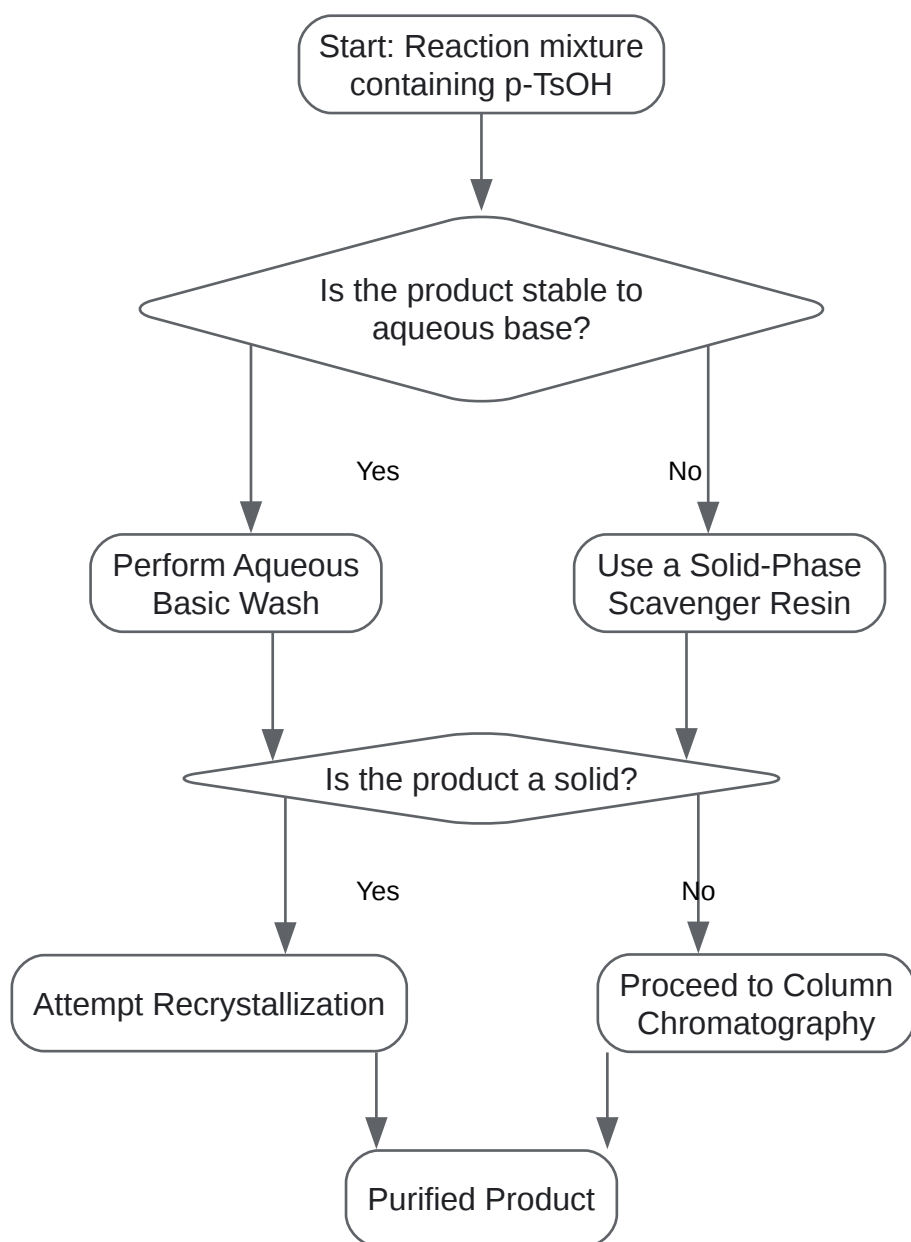 Start: Reaction mixture
containing p-TsOH
Is the product stable to
aqueous base?
Yes
No
Perform Aqueous
Basic Wash
Use a Solid-Phase
Scavenger Resin
Is the product a solid?
Yes
No
Attempt Recrystallization
Proceed to Column
Chromatography
Purified Product